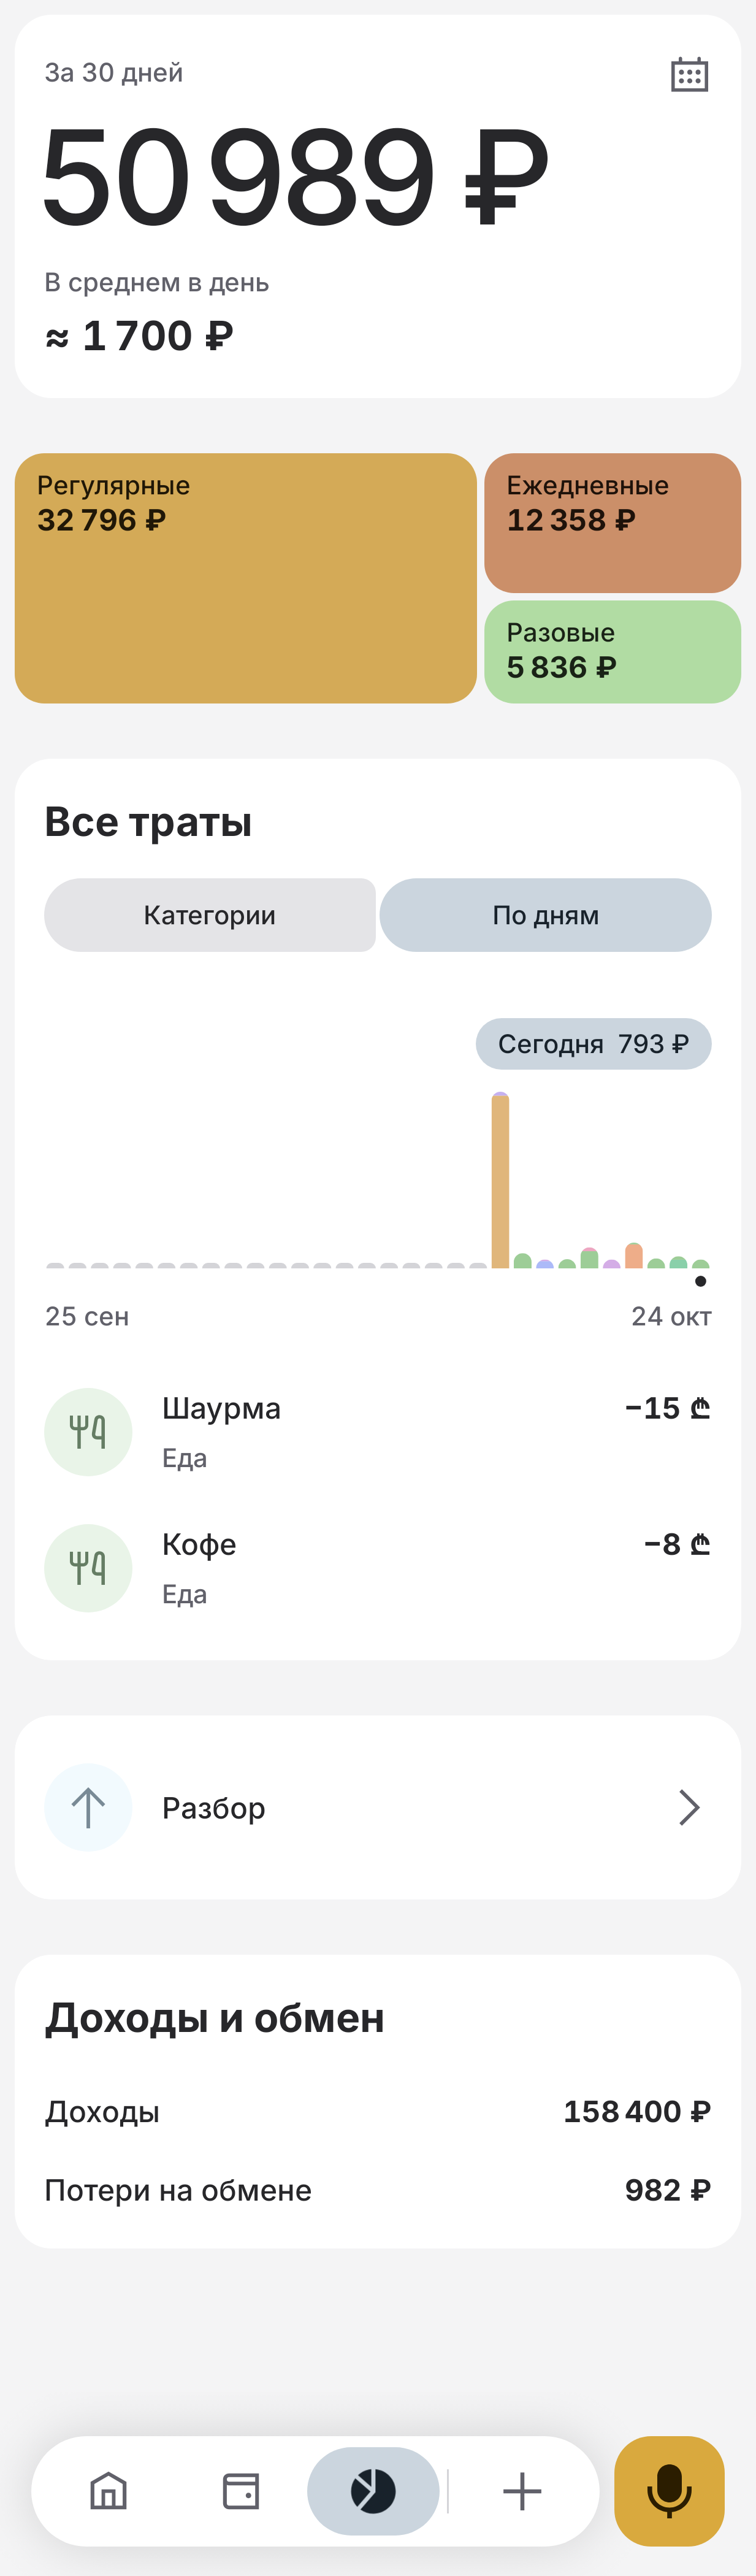 За 30 дней
50 989 ₽
В среднем в день
≈ 1 700 ₽
Регулярные
32 796 ₽
Ежедневные
12 358 ₽
Разовые
5 836 ₽
Все траты
Категории
По дням
Сегодня 793 ₽
25 сен
24 окт
Шаурма
−15 ₾
Еда
Кофе
−8 ₾
Еда
Разбор
Доходы и обмен
Доходы
158 400 ₽
Потери на обмене
982 ₽